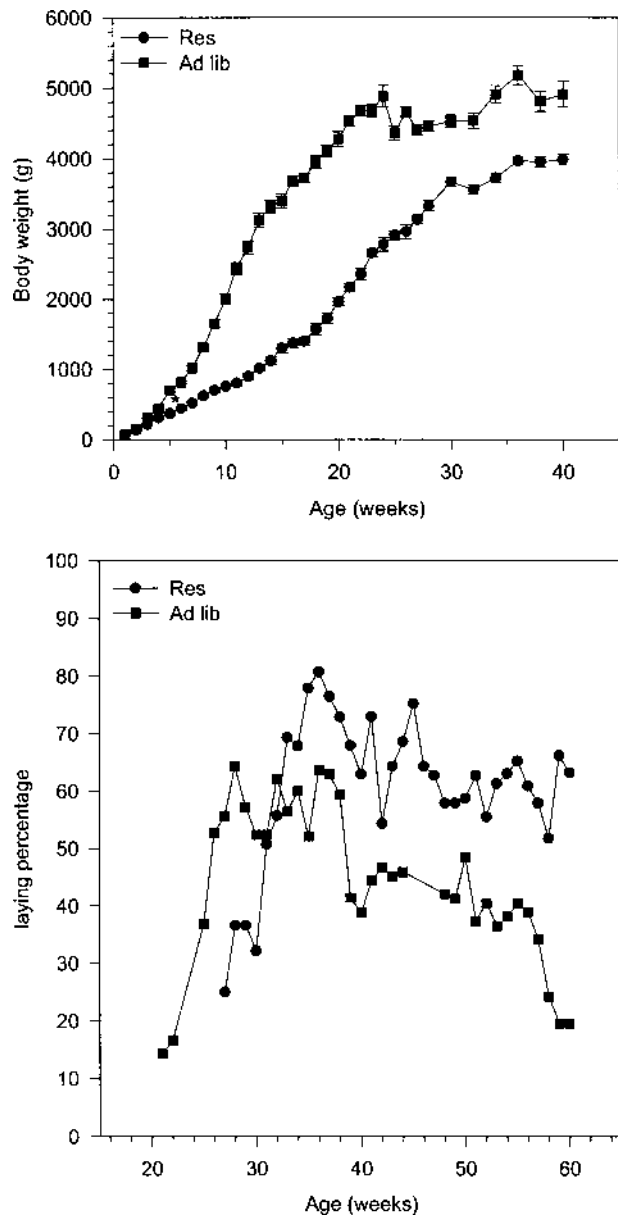 6000
Res
Ad lib
5000
4000
3000
2000
1000
0
Body weight (g)
*
0 10 20 30 40
Age (weeks)
100
Res
Ad lib
90
80
70
60
50
40
30
20
10
0
laying percentage
20 30 40 50 60
Age (weeks)